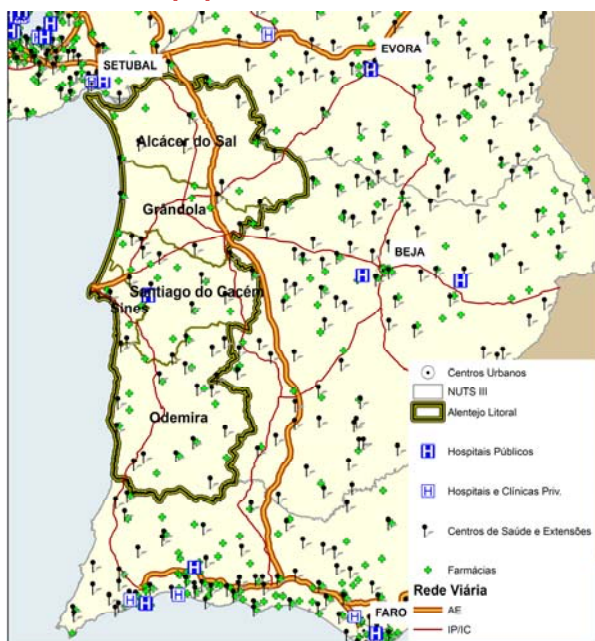 EVORA
SETUBAL
Alcácer do Sal
Grândola
BEJA
Santiago do Cacém
Sines
Odemira
FARO
Centros Urbanos
NUTS III
Alentejo Litoral
Hospitais Públicos
Hospitais e Clínicas Priv.
Centros de Saúde e Extensões
Farmácias
Rede Viária
AE
IP/IC